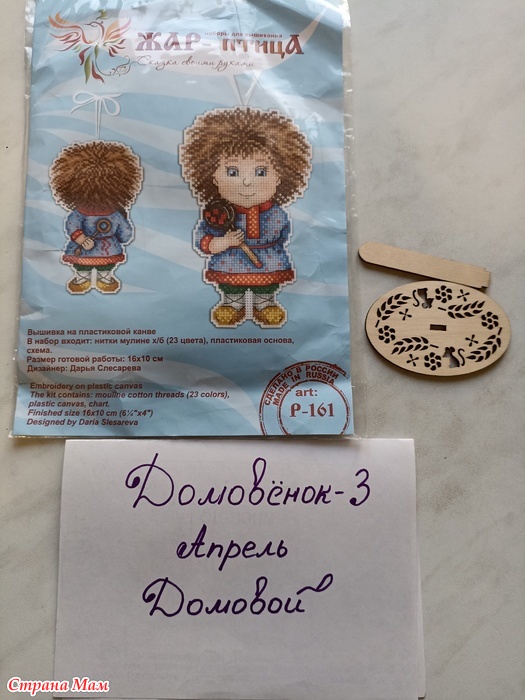 наборы для вышивания
ЖАР-ПТИЦА
Сказка своими руками
Вышивка на пластиковой канве
В набор входит: нитки мулине х/б (23 цвета), пластиковая основа,
схема.
Размер готовой работы: 16х10 см
Дизайнер: Дарья Слесарева
Embroidery on plastic canvas
The kit contains: mouline cotton threads (23 colors),
plastic canvas, chart.
Finished size 16x10 cm (6¼"x4")
Designed by Daria Slesareva
СДЕЛАНО В РОССИИ
MADE IN RUSSIA
art:
Р-161
Домовёнок-3
Апрель
Домовой
Страна Мам